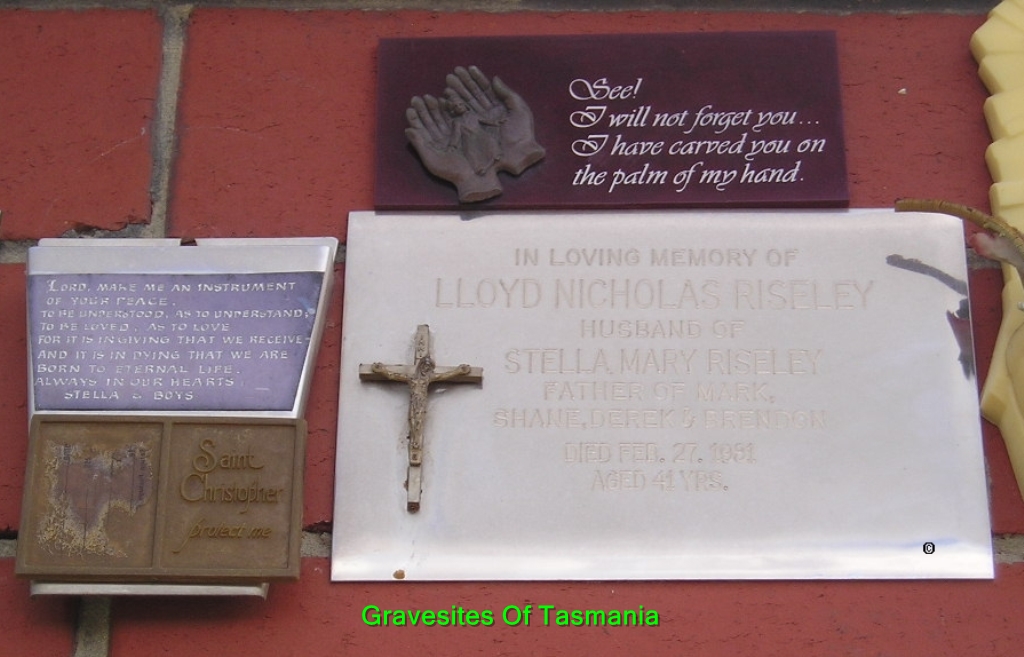 See!
I will not forget you...
I have carved you on
the palm of my hand.
IN LOVING MEMORY OF
LLOYD NICHOLAS RISELEY
HUSBAND OF
STELLA MARY RISELEY
FATHER OF MARK,
SHANE, DEREK & BRENDON
DIED FEB. 27. 1981
AGED 41 YRS.
LORD, MAKE ME AN INSTRUMENT
OF YOUR PEACE.
TO BE UNDERSTOOD, AS TO UNDERSTAND,
TO BE LOVED, AS TO LOVE
FOR IT IS IN GIVING THAT WE RECEIVE
AND IT IS IN DYING THAT WE ARE
BORN TO ETERNAL LIFE.
ALWAYS IN OUR HEARTS:
STELLA & BOYS
Saint
Christopher
protect me
©
Gravesites Of Tasmania